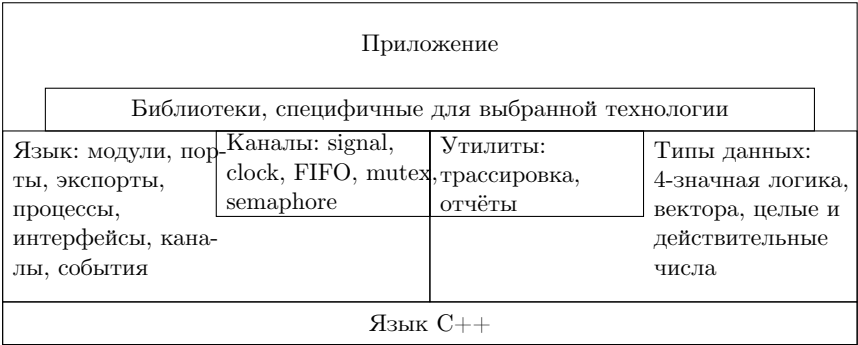 Приложение
Библиотеки, специфичные для выбранной технологии
Язык: модули, пор-
ты, экспорты,
процессы,
интерфейсы, кана-
лы, события
Каналы: signal,
clock, FIFO, mutex,
semaphore
Утилиты:
трассировка,
отчёты
Типы данных:
4-значная логика,
вектора, целые и
действительные
числа
Язык C++